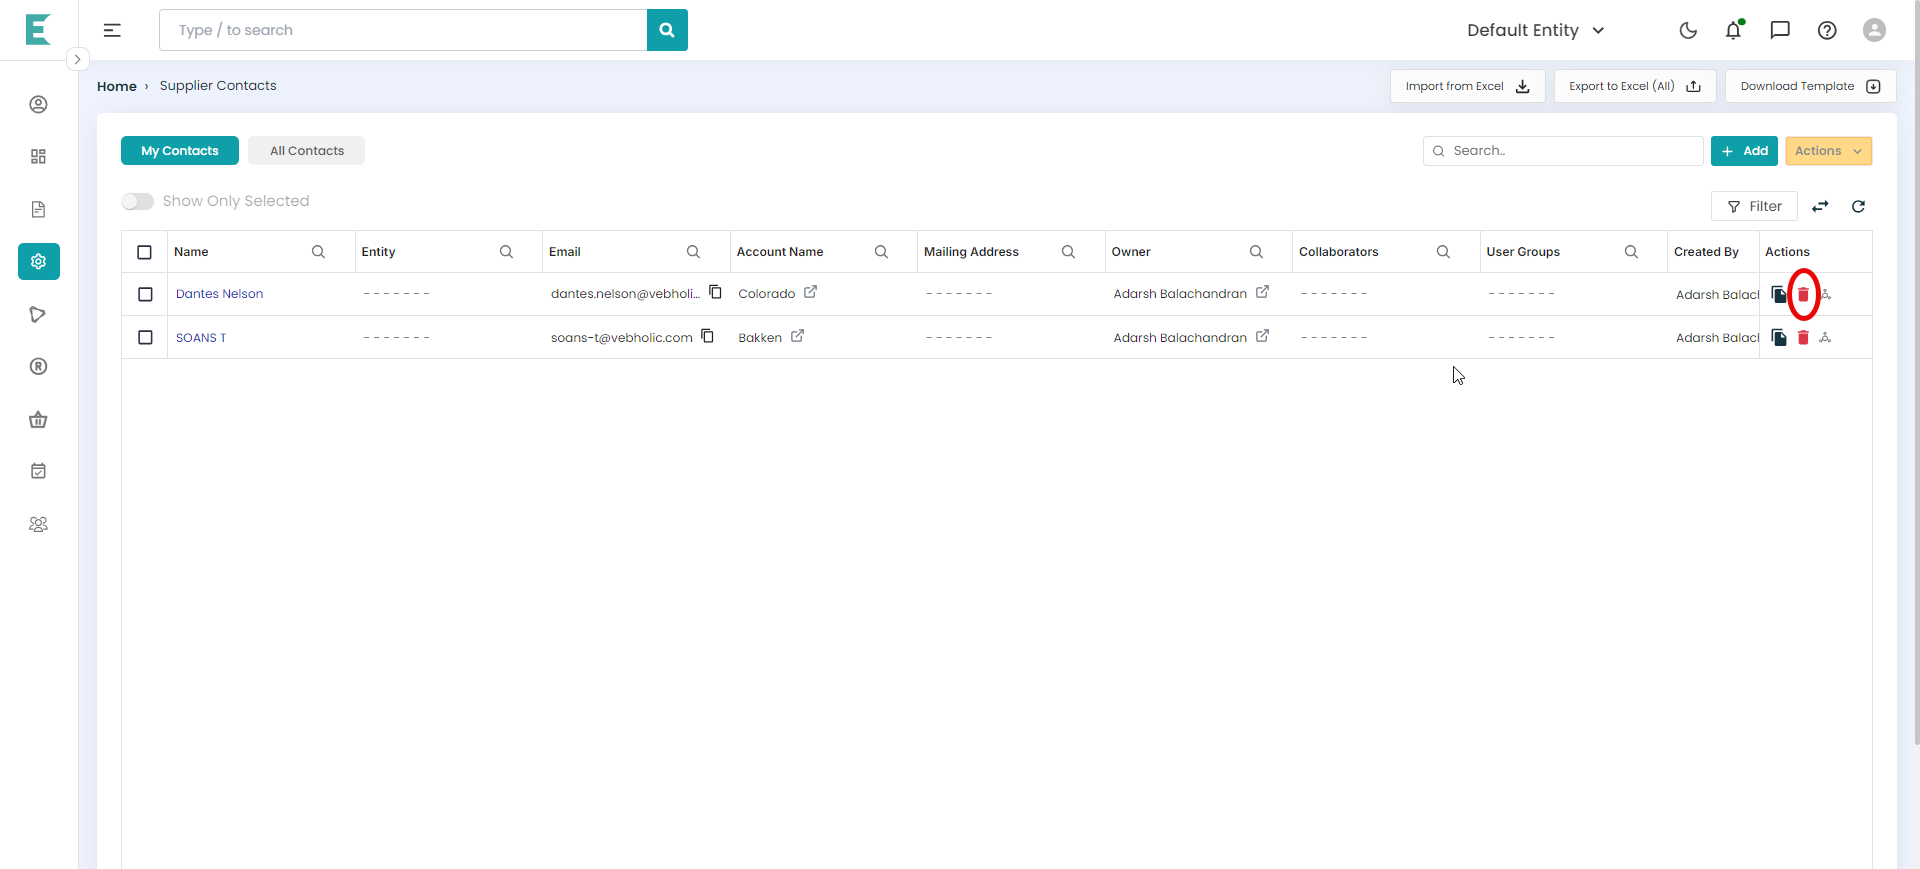 E
Type / to search
Default Entity
Home › Supplier Contacts
Import from Excel
Export to Excel (All)
Download Template
My Contacts
All Contacts
Search..
+ Add
Actions
Show Only Selected
Filter
Name Entity Email Account Name Mailing Address Owner Collaborators User Groups Created By Actions
Dantes Nelson - - - - - - - dantes.nelson@vebholi... Colorado - - - - - - - Adarsh Balachandran - - - - - - - - - - - - - - Adarsh Balac
SOANS T - - - - - - - soans-t@vebholic.com Bakken - - - - - - - Adarsh Balachandran - - - - - - - - - - - - - - Adarsh Balac